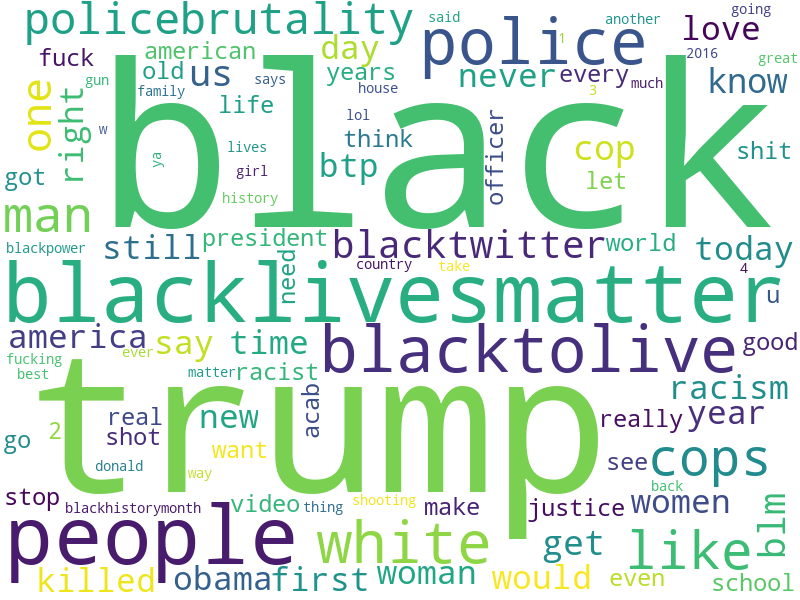 policebrutality
said
another
going
fuck
american
day
police
1
love
2016
great
gun
old
us
says
years
house
never
every
much
know
family
3
black
one
right
w
life
lol
think
officer
cop
shit
ya
lives
girl
btp
let
got
history
man
blackpower
still
president
blacktwitter
world
today
need
country
take
4
blacklivesmatter
u
america
ever
say
time
blacktolive
good
fucking
best
matter
racist
trump
acab
racism
2
real
new
really
year
go
shot
want
see
cops
donald
way
back
stop
blackhistorymonth
video
thing
shooting
make
justice
women
blm
people
white
get
like
killed
obama
first
woman
would
even
school